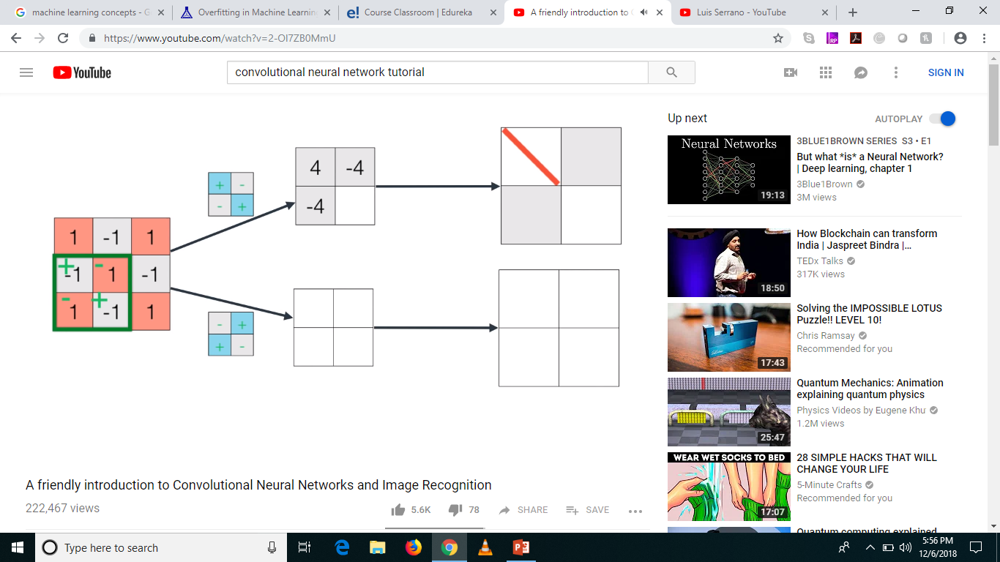 machine learning concepts - G
Overfitting in Machine Learnin
Course Classroom | Edureka
A friendly introduction to C
Luis Serrano - YouTube
https://www.youtube.com/watch?v=2-OI7ZB0MmU
YouTube
convolutional neural network tutorial
SIGN IN
+ -
- +
4 -4
-4
1 -1 1
+ -
-1 1 -1
- +
1 -1 1
- +
+ -
A friendly introduction to Convolutional Neural Networks and Image Recognition
222,467 views
5.6K
78
SHARE
SAVE
Up next
AUTOPLAY
Neural Networks
19:13
3BLUE1BROWN SERIES S3 • E1
But what *is* a Neural Network?
| Deep learning, chapter 1
3Blue1Brown
3M views
18:50
How Blockchain can transform
India | Jaspreet Bindra |...
TEDx Talks
317K views
17:43
Solving the IMPOSSIBLE LOTUS
Puzzle!! LEVEL 10!
Chris Ramsay
Recommended for you
25:47
Quantum Mechanics: Animation
explaining quantum physics
Physics Videos by Eugene Khu
1.2M views
WEAR WET SOCKS TO BED
17:07
28 SIMPLE HACKS THAT WILL
CHANGE YOUR LIFE
5-Minute Crafts
Recommended for you
Quantum computing explained
Type here to search
5:56 PM
12/6/2018